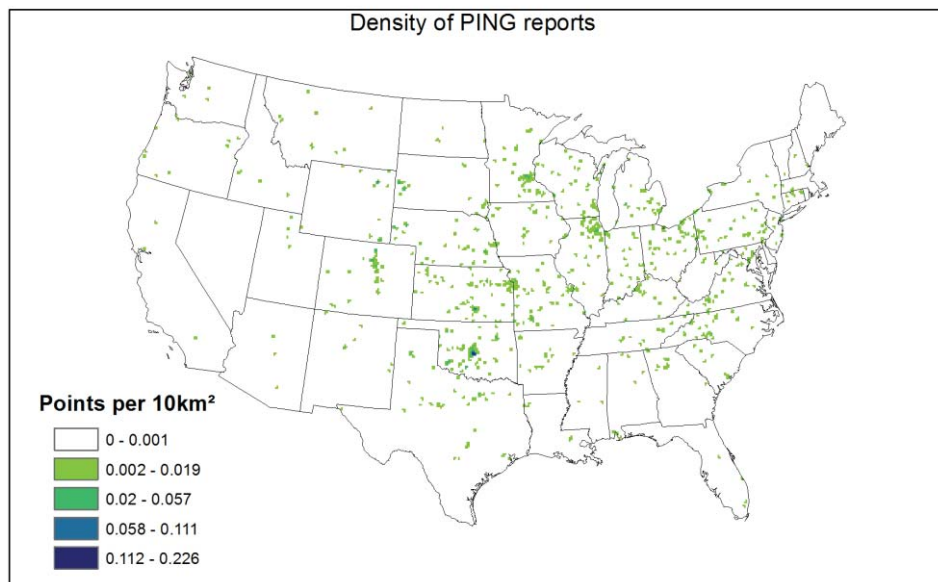 Density of PING reports
Points per 10km²
0 - 0.001
0.002 - 0.019
0.02 - 0.057
0.058 - 0.111
0.112 - 0.226